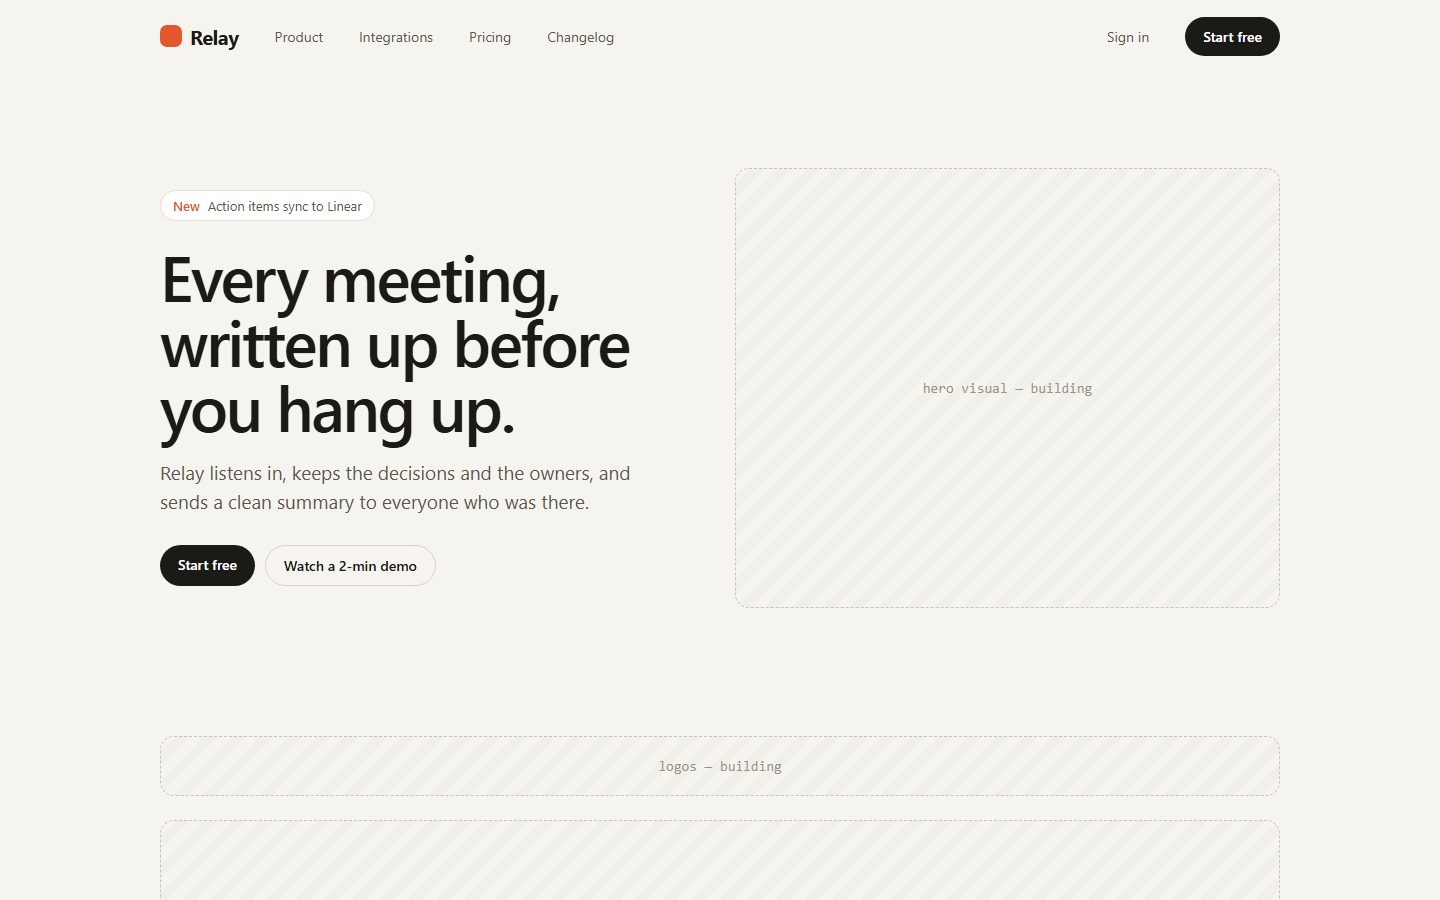 Relay
Product
Integrations
Pricing
Changelog
Sign in
Start free
New Action items sync to Linear
Every meeting,
written up before
you hang up.
Relay listens in, keeps the decisions and the owners, and
sends a clean summary to everyone who was there.
Start free
Watch a 2-min demo
hero visual — building
logos — building